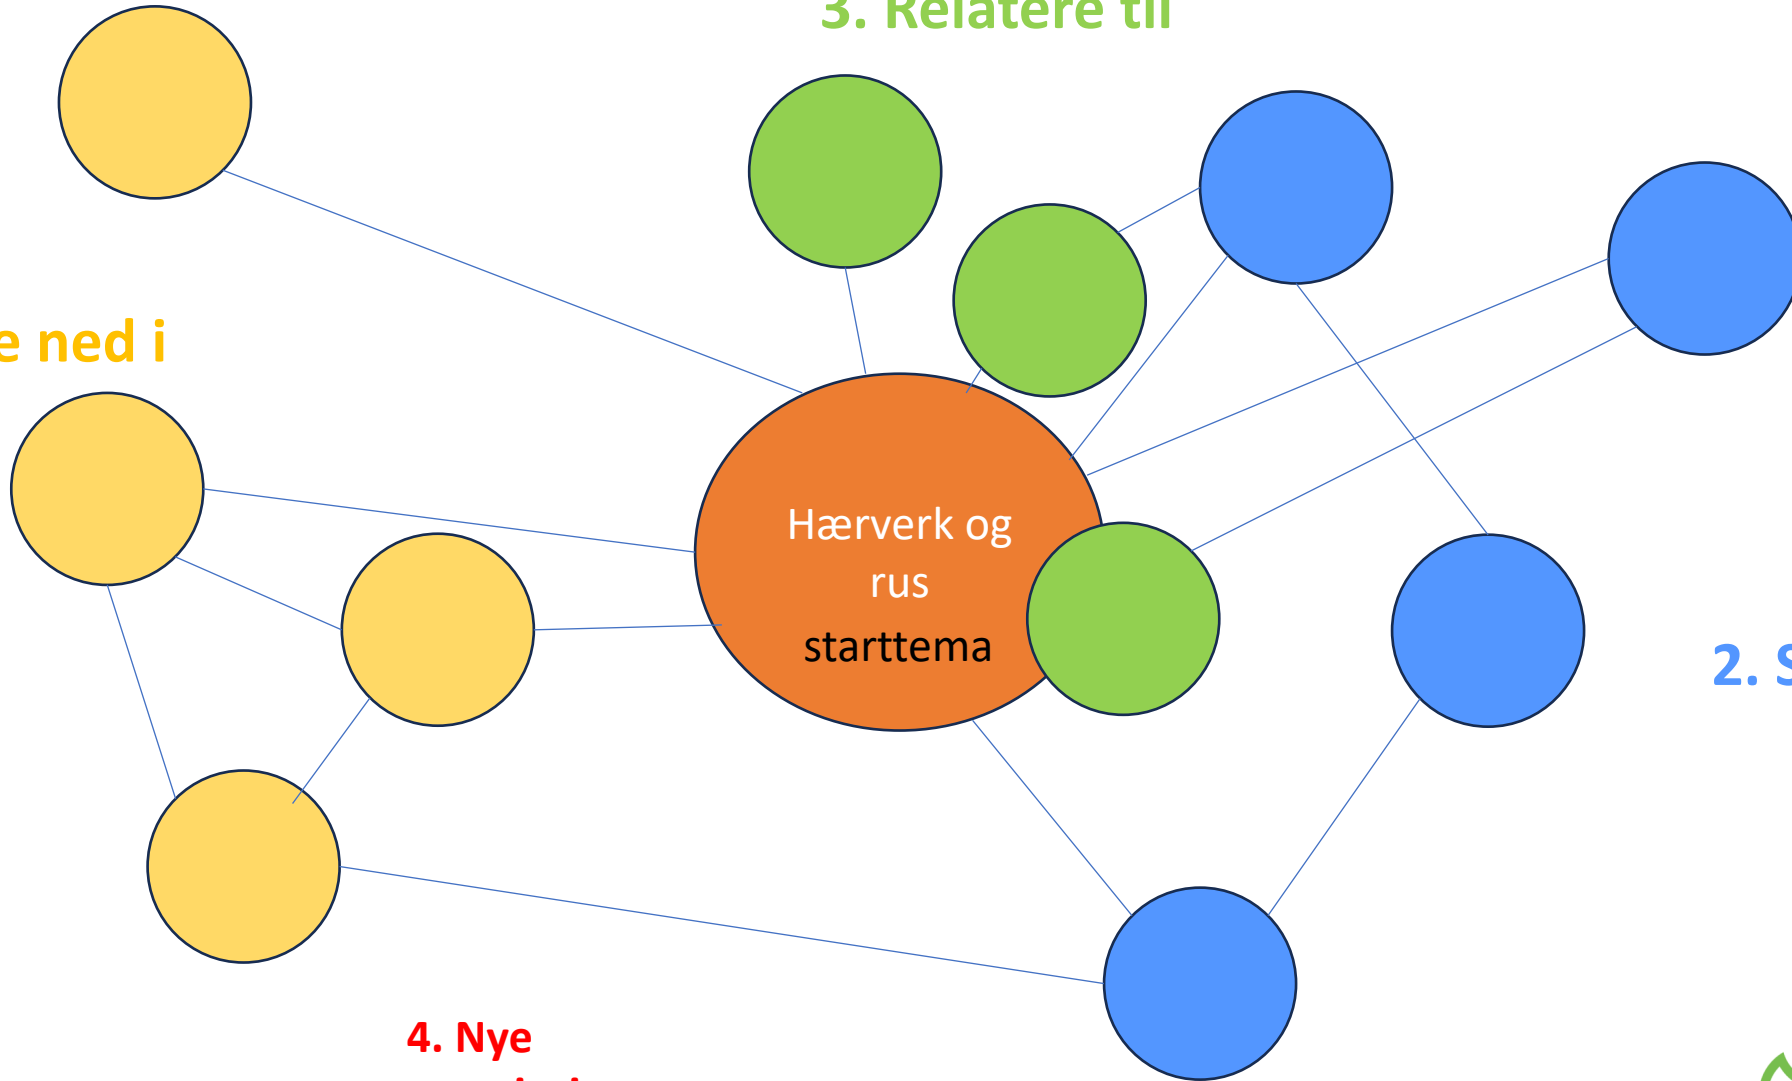 3. Relatere til
e ned i
Hærverk og
rus
starttema
2. S
4. Nye